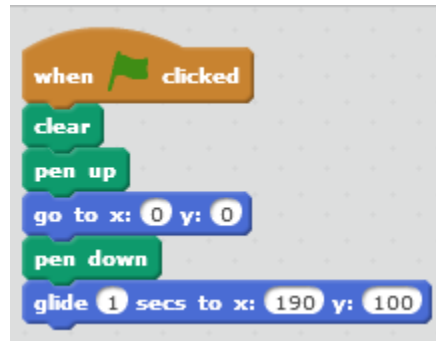 when clicked
clear
pen up
go to x: 0 y: 0
pen down
glide 1 secs to x: 190 y: 100